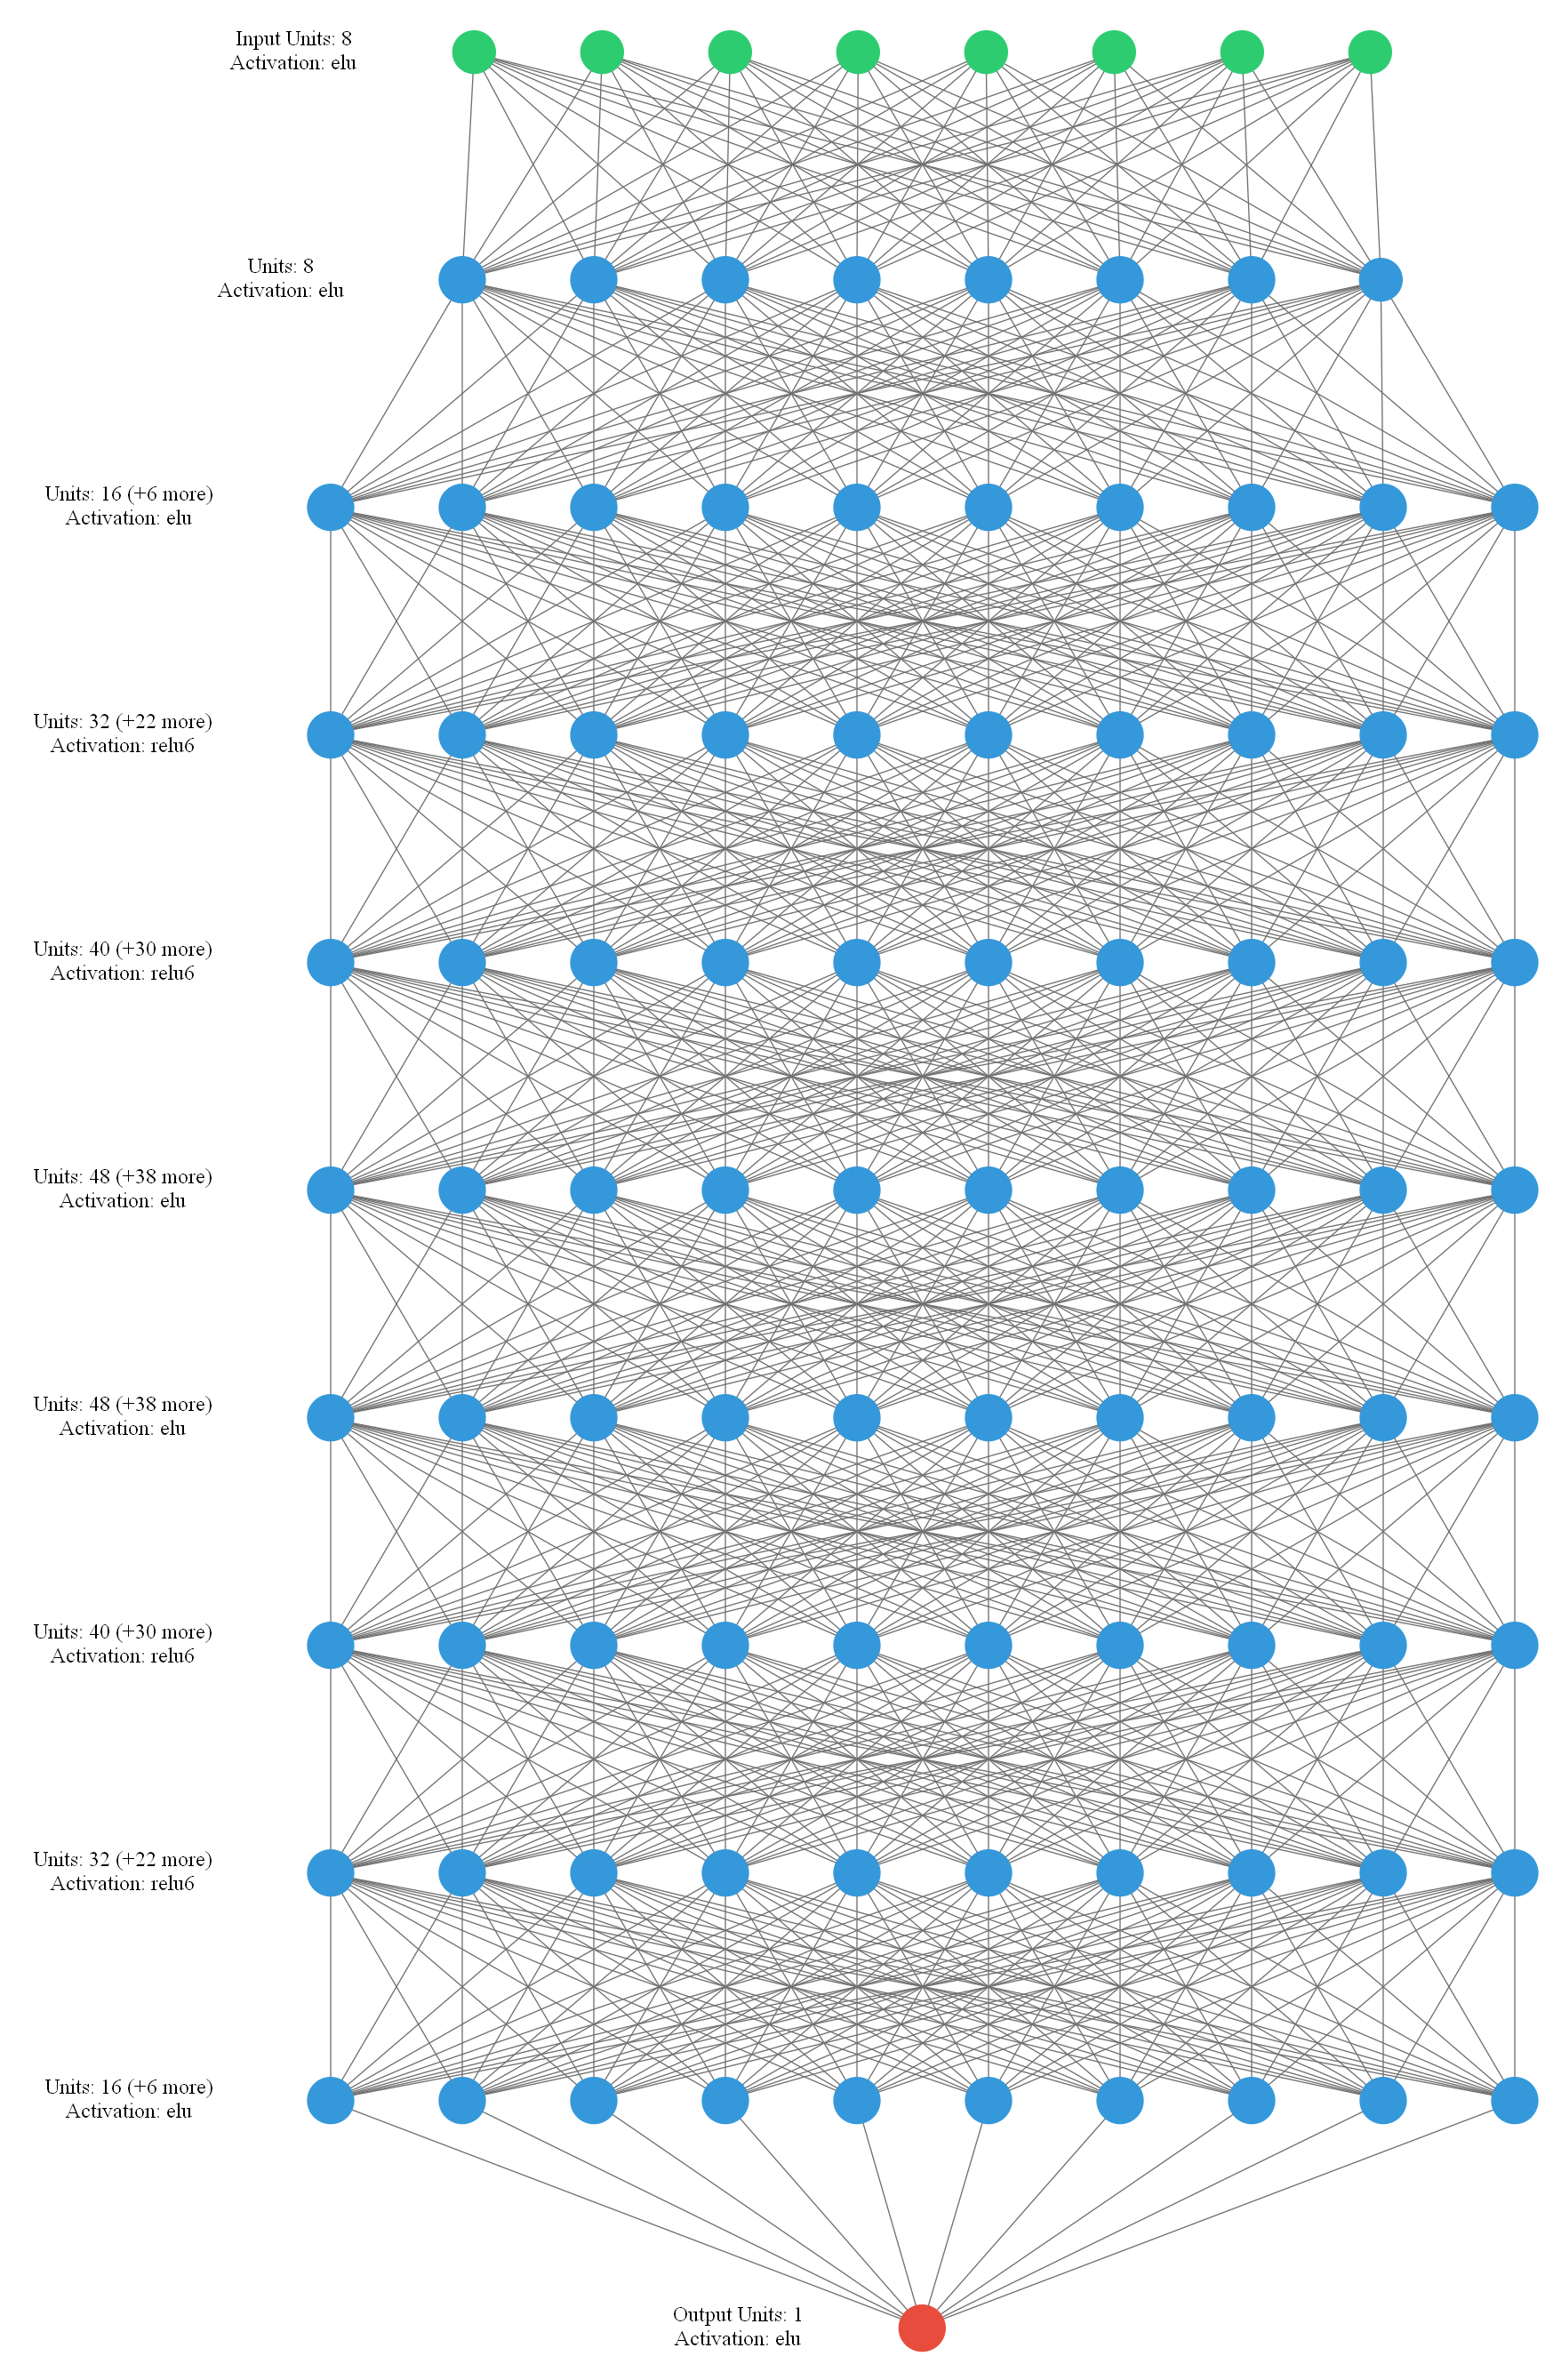 Input Units: 8
Activation: elu
Units: 8
Activation: elu
Units: 16 (+6 more)
Activation: elu
Units: 32 (+22 more)
Activation: relu6
Units: 40 (+30 more)
Activation: relu6
Units: 48 (+38 more)
Activation: elu
Units: 48 (+38 more)
Activation: elu
Units: 40 (+30 more)
Activation: relu6
Units: 32 (+22 more)
Activation: relu6
Units: 16 (+6 more)
Activation: elu
Output Units: 1
Activation: elu